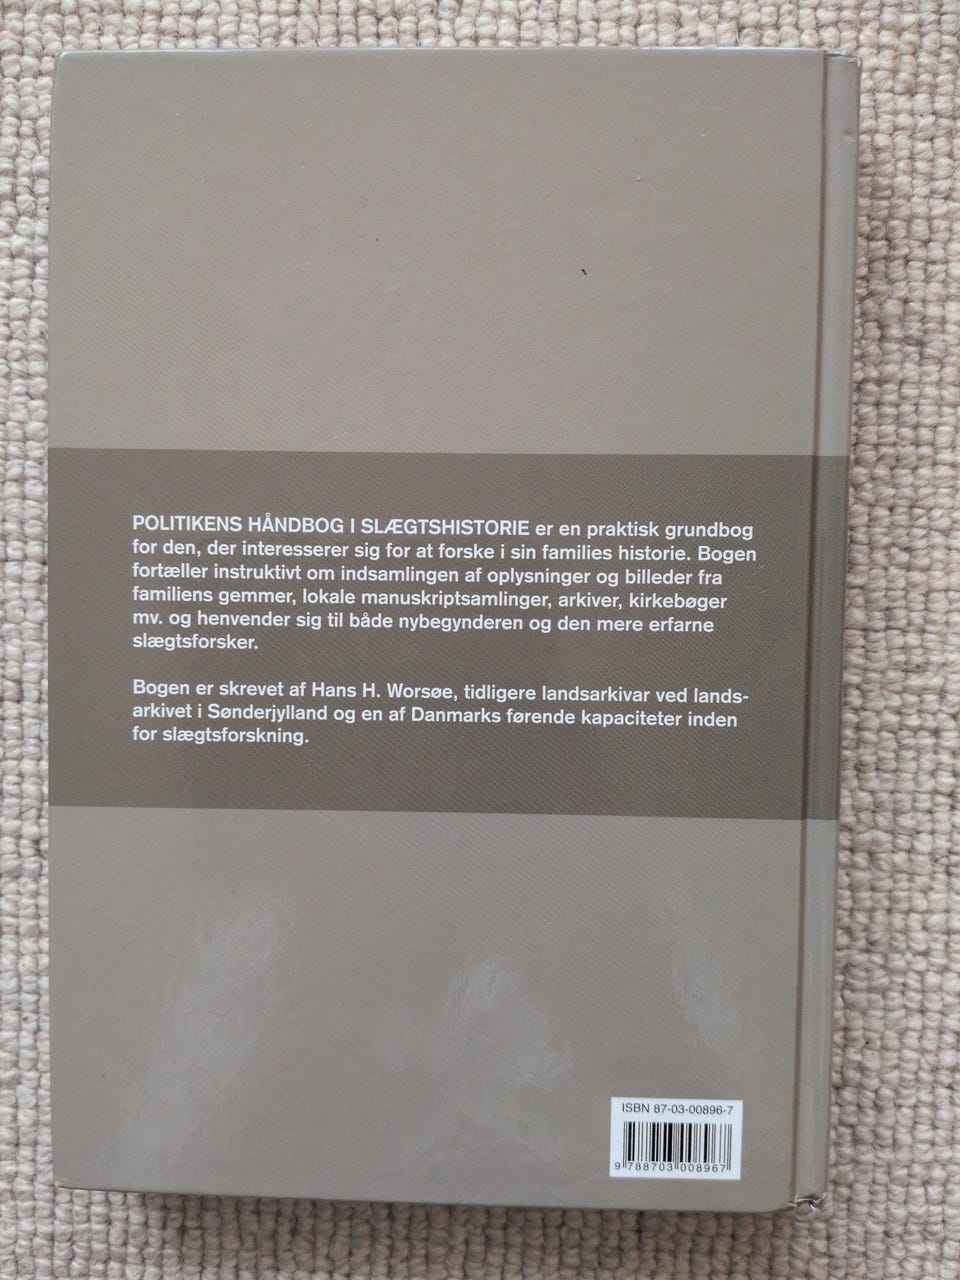 POLITIKENS HÅNDBOG I SLÆGTSHISTORIE er en praktisk grundbog
for den, der interesserer sig for at forske i sin families historie. Bogen
fortæller instruktivt om indsamlingen af oplysninger og billeder fra
familiens gemmer, lokale manuskriptsamlinger, arkiver, kirkebøger
mv. og henvender sig til både nybegynderen og den mere erfarne
slægtsforsker.
Bogen er skrevet af Hans H. Worsøe, tidligere landsarkivar ved lands-
arkivet i Sønderjylland og en af Danmarks førende kapaciteter inden
for slægtsforskning.
ISBN 87-03-00896-7
9 788703 008967